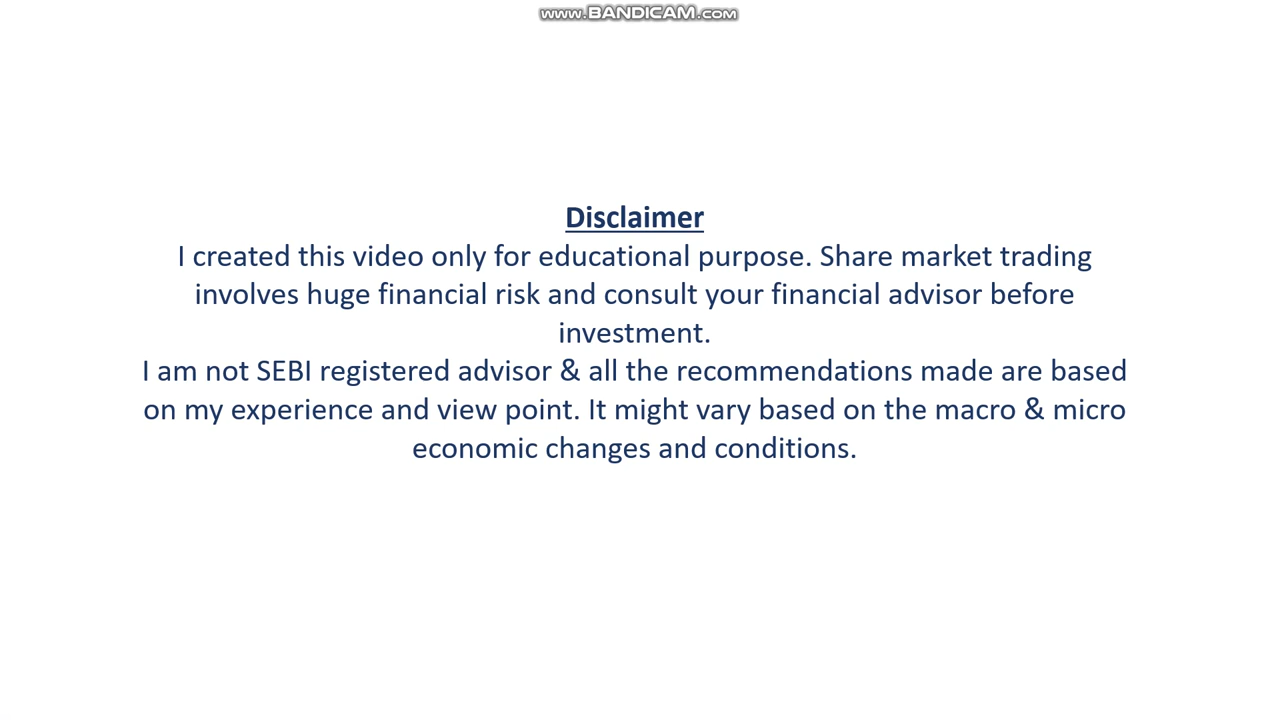 www.BANDICAM.com
Disclaimer
I created this video only for educational purpose. Share market trading
involves huge financial risk and consult your financial advisor before
investment.
I am not SEBI registered advisor & all the recommendations made are based
on my experience and view point. It might vary based on the macro & micro
economic changes and conditions.